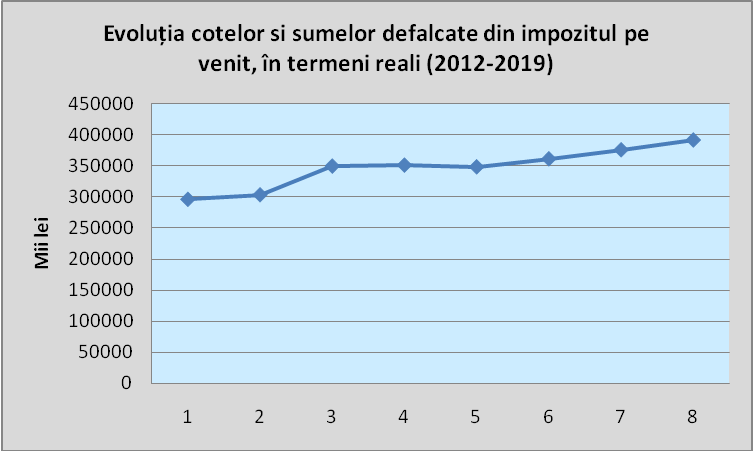 Evoluția cotelor si sumelor defalcate din impozitul pe
venit, în termeni reali (2012-2019)
450000
400000
350000
300000
250000
200000
150000
100000
50000
0
Mii lei
1 2 3 4 5 6 7 8